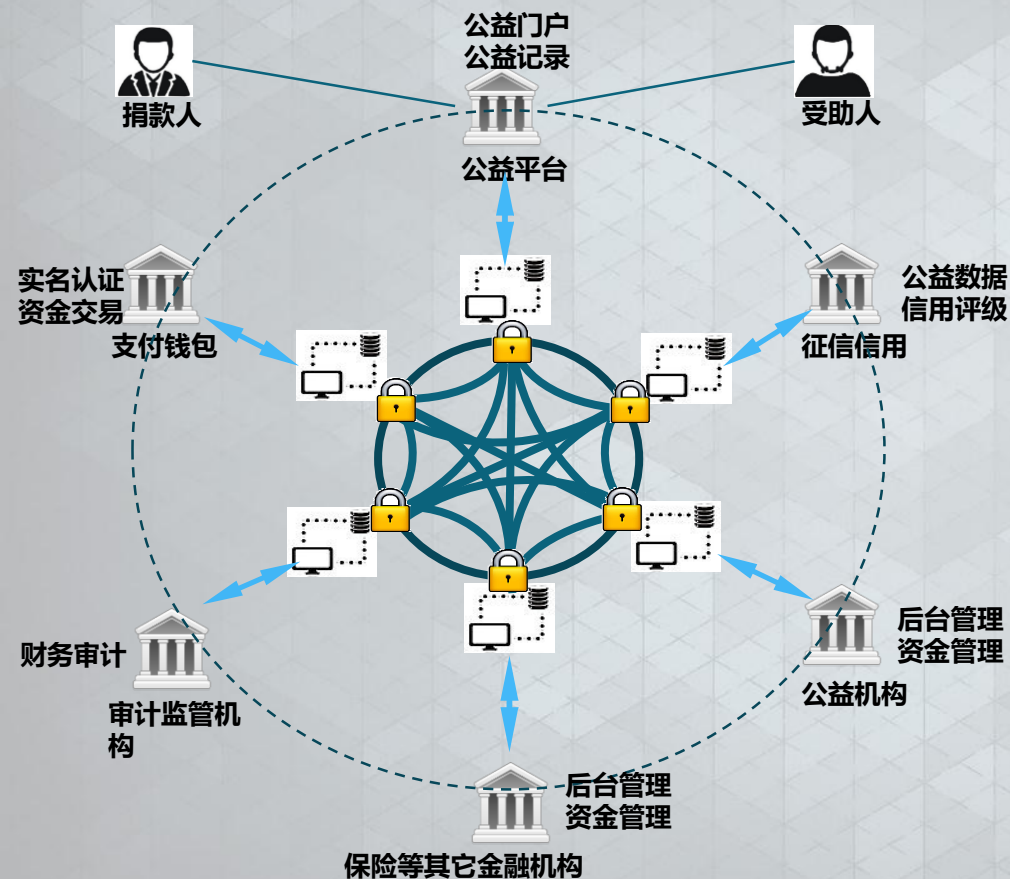 公益门户
公益记录
捐款人
受助人
公益平台
实名认证
资金交易
支付钱包
公益数据
信用评级
征信信用
财务审计
审计监管机
构
后台管理
资金管理
公益机构
后台管理
资金管理
保险等其它金融机构